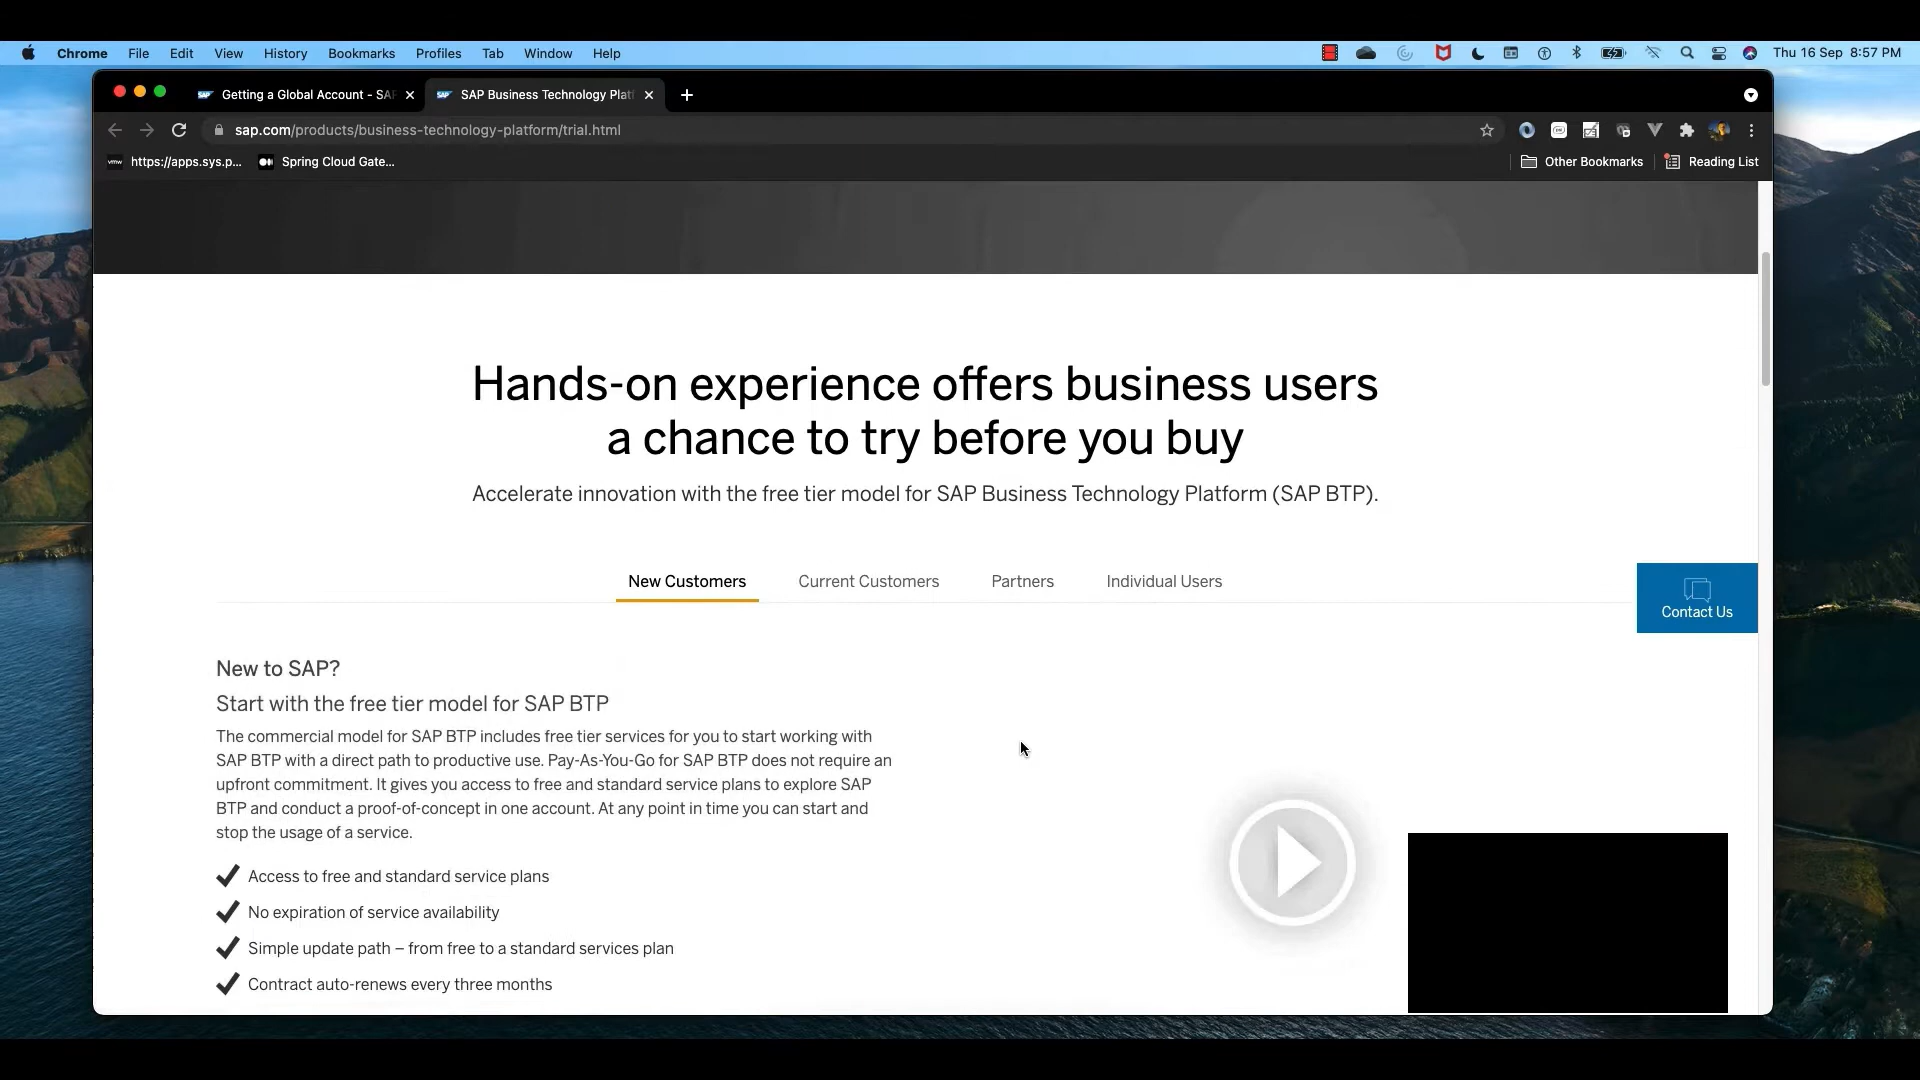 Chrome File Edit View History Bookmarks Profiles Tab Window Help Thu 16 Sep 8:57 PM
Getting a Global Account - SAP SAP Business Technology Plat
sap.com/products/business-technology-platform/trial.html
https://apps.sys.p... Spring Cloud Gate... Other Bookmarks Reading List
Hands-on experience offers business users
a chance to try before you buy
Accelerate innovation with the free tier model for SAP Business Technology Platform (SAP BTP).
New Customers Current Customers Partners Individual Users
Contact Us
New to SAP?
Start with the free tier model for SAP BTP
The commercial model for SAP BTP includes free tier services for you to start working with
SAP BTP with a direct path to productive use. Pay-As-You-Go for SAP BTP does not require an
upfront commitment. It gives you access to free and standard service plans to explore SAP
BTP and conduct a proof-of-concept in one account. At any point in time you can start and
stop the usage of a service.
Access to free and standard service plans
No expiration of service availability
Simple update path – from free to a standard services plan
Contract auto-renews every three months